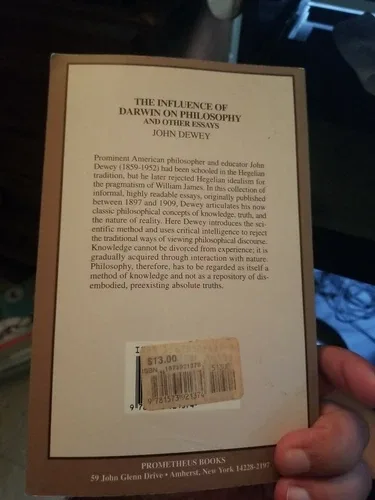 THE INFLUENCE OF
DARWIN ON PHILOSOPHY
AND OTHER ESSAYS
JOHN DEWEY
Prominent American philosopher and educator John
Dewey (1859-1952) had been schooled in the Hegelian
tradition, but he later rejected Hegelian idealism for
the pragmatism of William James. In this collection of
informal, highly readable essays, originally published
between 1897 and 1909, Dewey articulates his now
classic philosophical concepts of knowledge, truth, and
the nature of reality. Here Dewey introduces the sci-
entific method and uses critical intelligence to reject
the traditional ways of viewing philosophical discourse.
Knowledge cannot be divorced from experience; it is
gradually acquired through interaction with nature.
Philosophy, therefore, has to be regarded as itself a
method of knowledge and not as a repository of dis-
embodied, preexisting absolute truths.
$13.00
ISBN 1573921378
PROMETHEUS BOOKS
59 John Glenn Drive • Amherst, New York 14228-2197